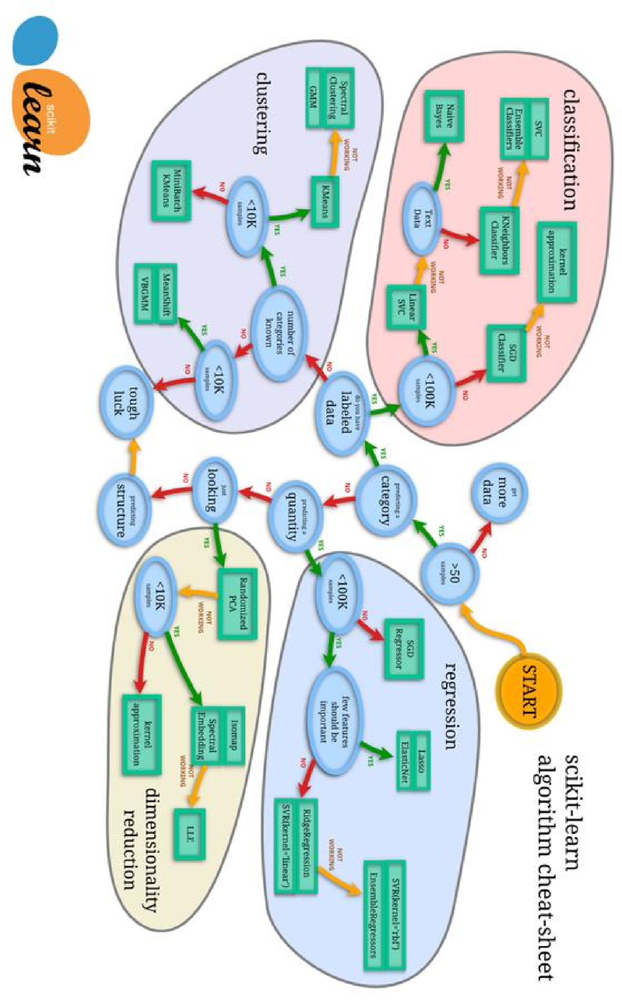 scikit-learn
algorithm cheat-sheet
classification
SVC
Ensemble
Classifiers
NOT
WORKING
KNeighbors
Classifier
kernel
approximation
NOT
WORKING
SGD
Classifier
Naive
Bayes
YES
Text
Data
NO
NOT
WORKING
Linear
SVC
YES
<100K
samples
NO
YES
START
>50
samples
NO
get
more
data
YES
predicting a
category
YES
do you have
labeled
data
NO
NO
clustering
Spectral
Clustering
GMM
NOT
WORKING
KMeans
YES
<10K
samples
NO
MiniBatch
KMeans
YES
number of
categories
known
NO
<10K
samples
YES
MeanShift
VBGMM
NO
tough
luck
predicting a
quantity
YES
NO
just
looking
NO
predicting
structure
YES
regression
<100K
samples
NO
SGD
Regressor
YES
few features
should be
important
YES
Lasso
ElasticNet
NO
RidgeRegression
SVR(kernel='linear')
NOT
WORKING
SVR(kernel='rbf')
EnsembleRegressors
dimensionality
reduction
Randomized
PCA
NOT
WORKING
<10K
samples
YES
Isomap
Spectral
Embedding
NOT
WORKING
LLE
NO
kernel
approximation
scikit
learn